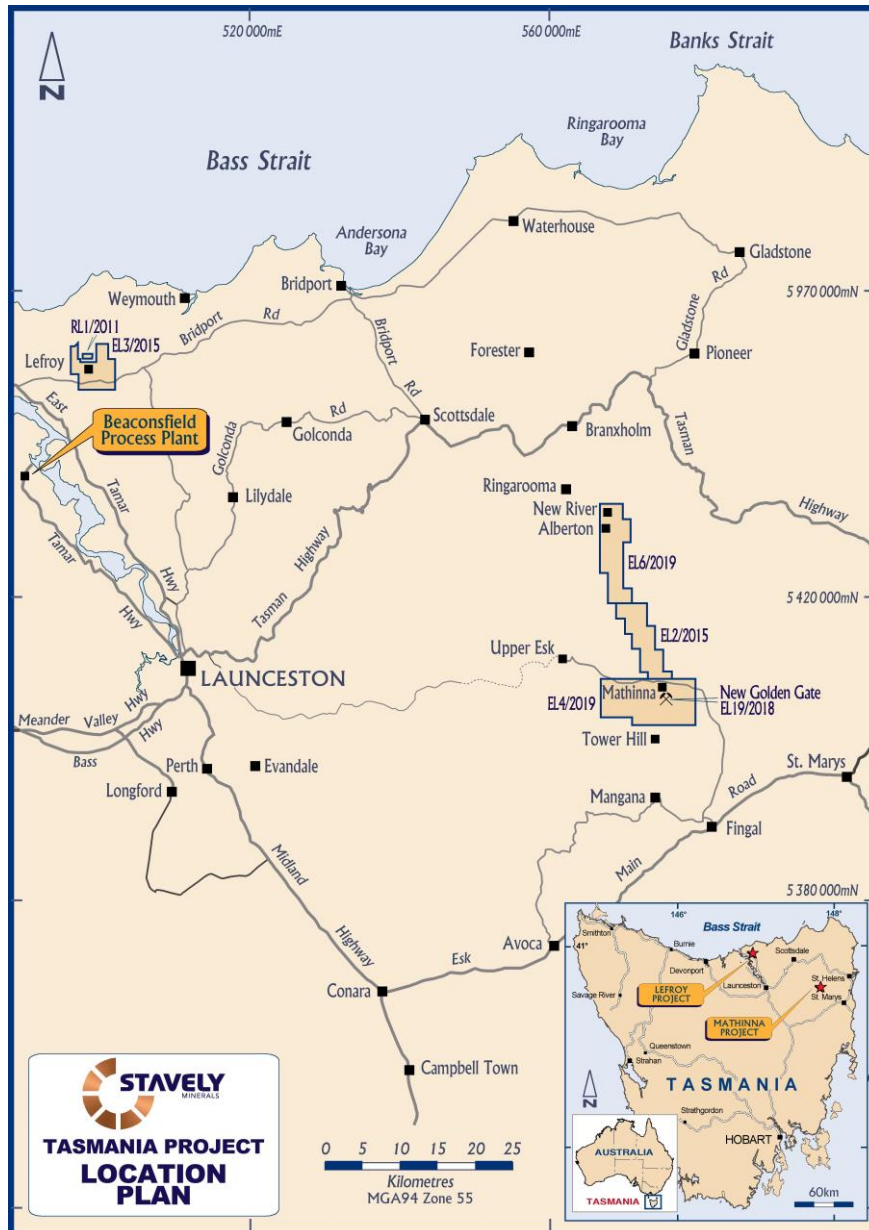 520 000mE
560 000mE
Banks Strait
N
Ringarooma
Bay
Bass Strait
Waterhouse
Andersona
Bay
Gladstone
Bridport
Weymouth
5 970 000mN
Rd
Gladstone
RL1/2011
EL3/2015
Bridport
Rd
Bridport
Rd
Forester
Pioneer
Lefroy
East
Tamar
Hwy
Beaconsfield
Process Plant
Golconda
Rd
Golconda
Scottsdale
Branxholm
Tasman
Highway
Lilydale
Ringarooma
New River
Alberton
EL6/2019
Tamar
Hwy
Tasman
Highway
5 420 000mN
EL2/2015
Upper Esk
LAUNCESTON
Mathinna
New Golden Gate
EL19/2018
EL4/2019
Meander
Valley
Hwy
Bass
Hwy
Tower Hill
Perth
Evandale
St. Marys
Longford
Mangana
Road
Fingal
Main
Midland
Highway
5 380 000mN
Avoca
Esk
Conara
Campbell Town
STAVELY
MINERALS
TASMANIA PROJECT
LOCATION
PLAN
0
5
10
15
20
25
Kilometres
MGA94 Zone 55
146°
148°
Bass Strait
Smithton
41°
Burnie
Scottsdale
Devonport
St. Helens
LEFROY
PROJECT
Launceston
Savage River
St. Marys
MATHINNA
PROJECT
Queenstown
Strahan
TASMANIA
N
Strathgordon
HOBART
AUSTRALIA
TASMANIA
60km